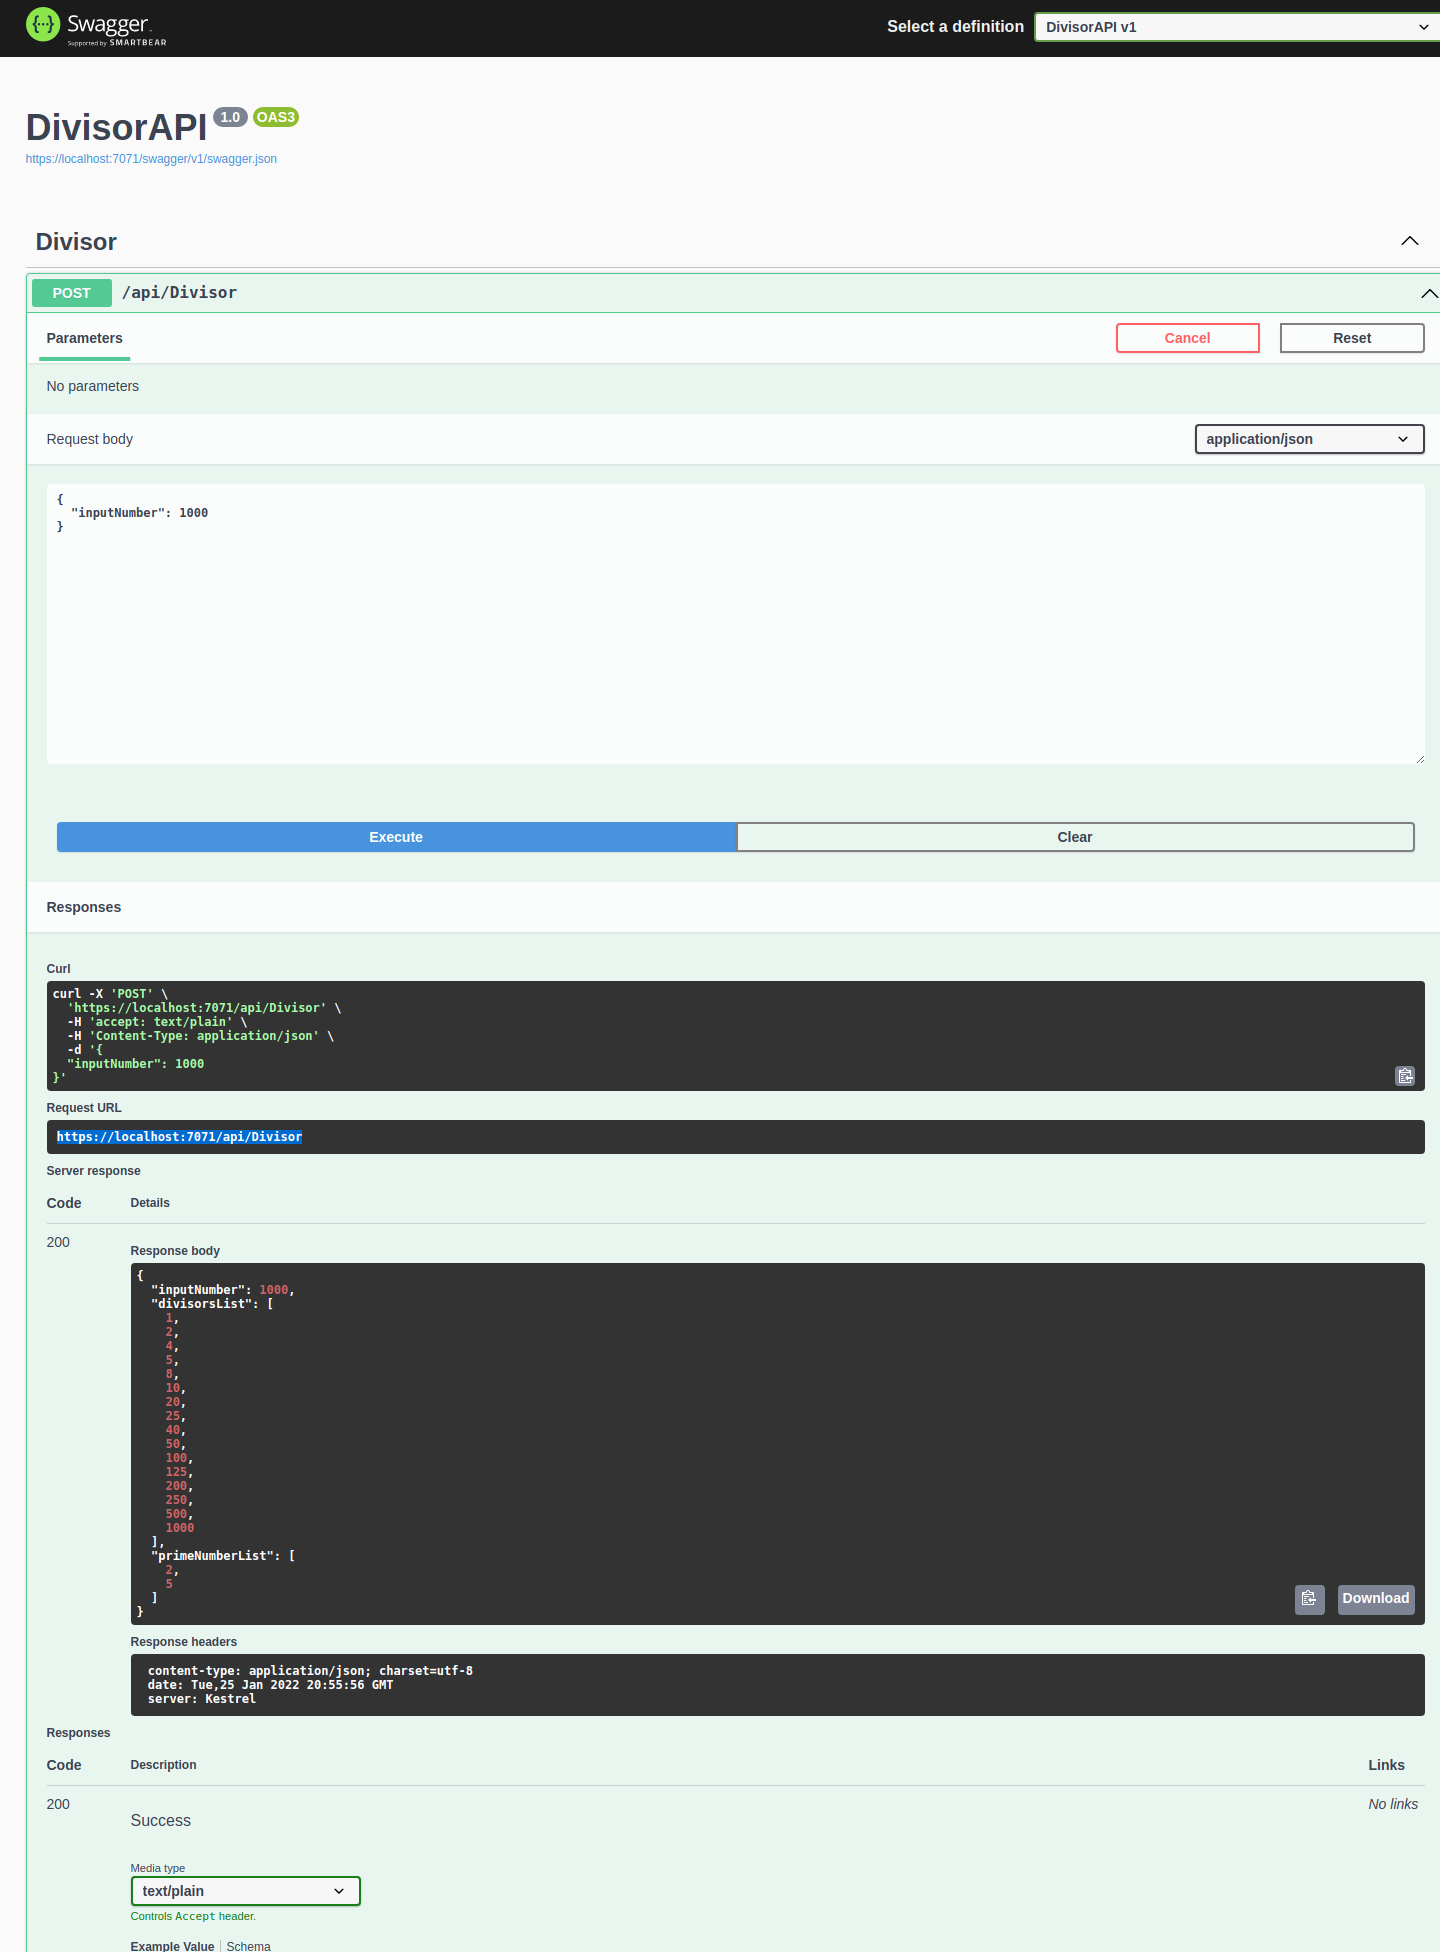 Swagger
Supported by SMARTBEAR
Select a definition
DivisorAPI v1
DivisorAPI 1.0 OAS3
https://localhost:7071/swagger/v1/swagger.json
Divisor
POST /api/Divisor
Parameters
Cancel
Reset
No parameters
Request body
application/json
{
  "inputNumber": 1000
}
Execute
Clear
Responses
Curl
curl -X 'POST' \
  'https://localhost:7071/api/Divisor' \
  -H 'accept: text/plain' \
  -H 'Content-Type: application/json' \
  -d '{
  "inputNumber": 1000
}'
Request URL
https://localhost:7071/api/Divisor
Server response
Code Details
200
Response body
{
  "inputNumber": 1000,
  "divisorsList": [
    1,
    2,
    4,
    5,
    8,
    10,
    20,
    25,
    40,
    50,
    100,
    125,
    200,
    250,
    500,
    1000
  ],
  "primeNumberList": [
    2,
    5
  ]
}
Download
Response headers
content-type: application/json; charset=utf-8
date: Tue,25 Jan 2022 20:55:56 GMT
server: Kestrel
Responses
Code Description Links
200
Success
No links
Media type
text/plain
Controls Accept header.
Example Value Schema